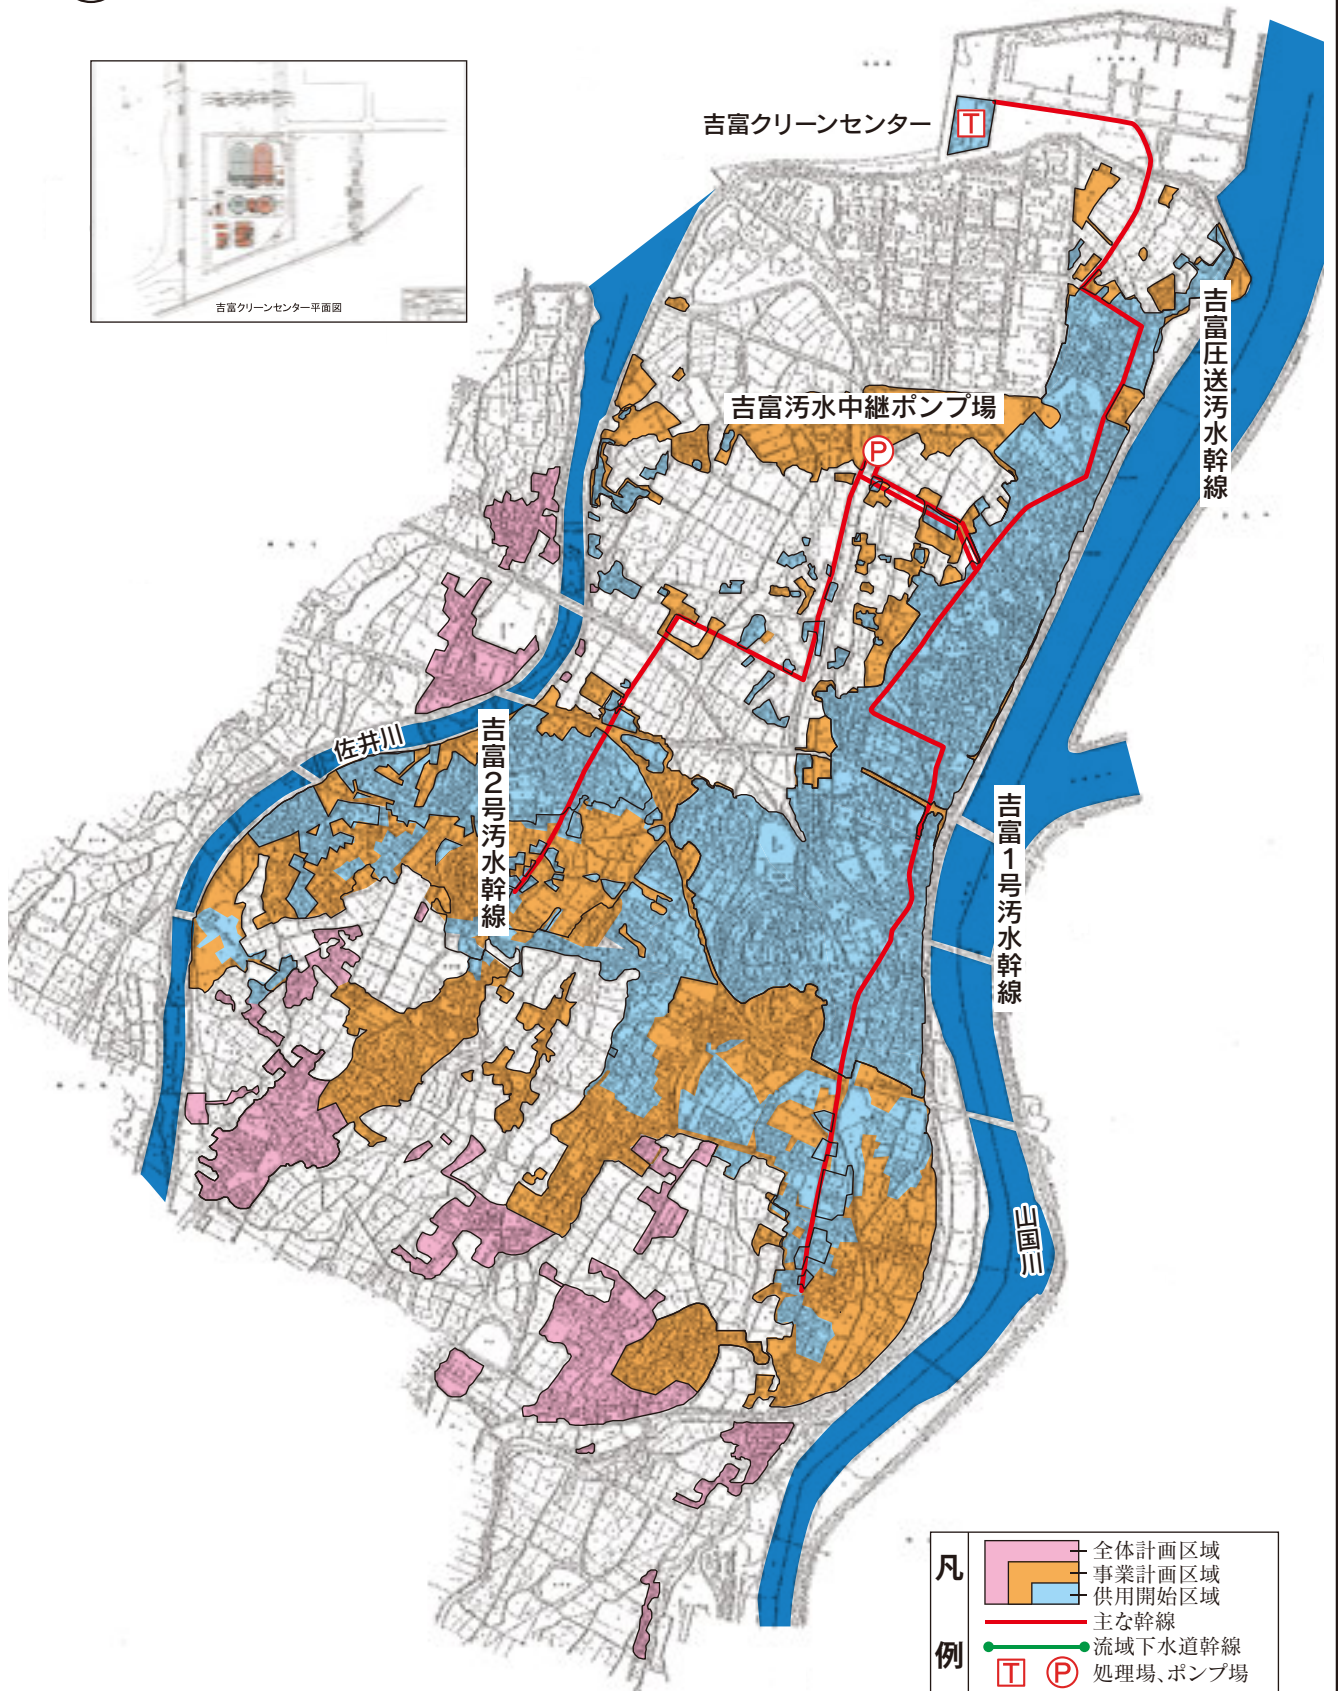 吉富クリーンセンター
T
吉富クリーンセンター平面図
吉富圧送汚水幹線
吉富汚水中継ポンプ場
P
佐井川
吉富2号汚水幹線
吉富1号汚水幹線
山国川
凡例
全体計画区域
事業計画区域
供用開始区域
主な幹線
流域下水道幹線
T P 処理場、ポンプ場